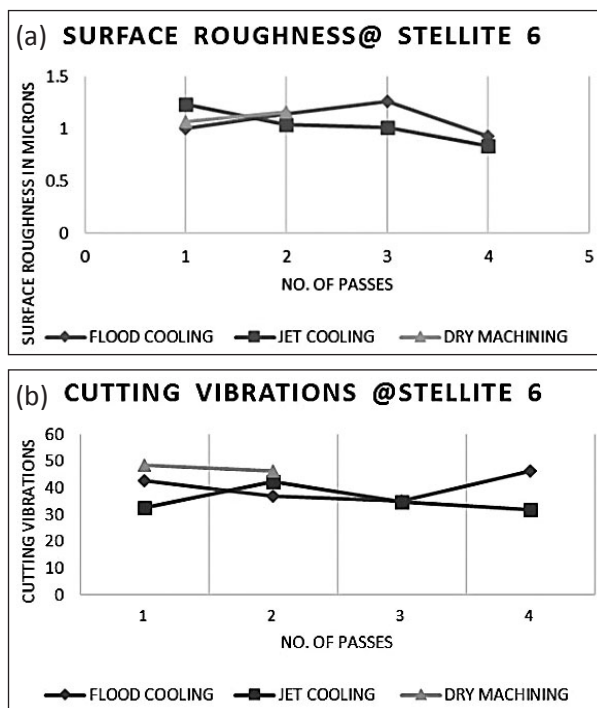 (a) SURFACE ROUGHNESS@ STELLITE 6
SURFACE ROUGHNESS IN MICRONS
1.5
1
0.5
0
0 1 2 3 4 5
NO. OF PASSES
FLOOD COOLING JET COOLING DRY MACHINING
(b) CUTTING VIBRATIONS @STELLITE 6
CUTTING VIBRATIONS
60
50
40
30
20
10
0
1 2 3 4
NO. OF PASSES
FLOOD COOLING JET COOLING DRY MACHINING